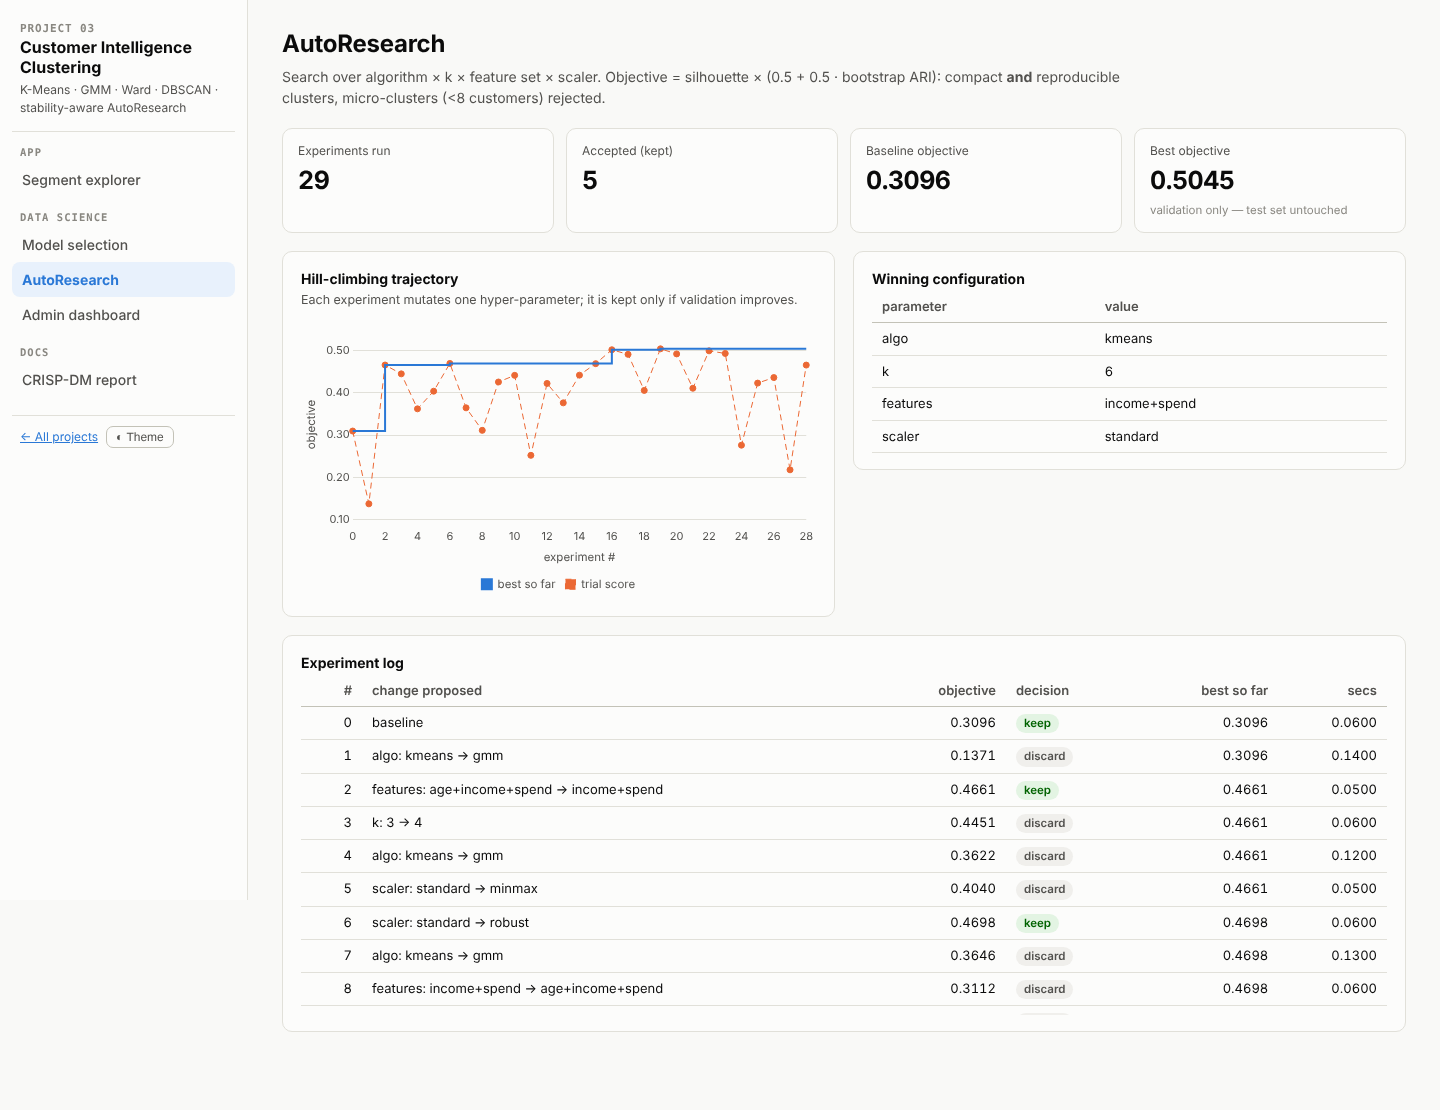 PROJECT 03
Customer Intelligence
Clustering
K-Means · GMM · Ward · DBSCAN ·
stability-aware AutoResearch
APP
Segment explorer
DATA SCIENCE
Model selection
AutoResearch
Admin dashboard
DOCS
CRISP-DM report
← All projects
Theme
AutoResearch
Search over algorithm × k × feature set × scaler. Objective = silhouette × (0.5 + 0.5 · bootstrap ARI): compact and reproducible
clusters, micro-clusters (<8 customers) rejected.
Experiments run
29
Accepted (kept)
5
Baseline objective
0.3096
Best objective
0.5045
validation only — test set untouched
Hill-climbing trajectory
Each experiment mutates one hyper-parameter; it is kept only if validation improves.
0.50
0.40
0.30
0.20
0.10
objective
0 2 4 6 8 10 12 14 16 18 20 22 24 26 28
experiment #
best so far trial score
Winning configuration
parameter value
algo kmeans
k 6
features income+spend
scaler standard
Experiment log
# change proposed objective decision best so far secs
0 baseline 0.3096 keep 0.3096 0.0600
1 algo: kmeans → gmm 0.1371 discard 0.3096 0.1400
2 features: age+income+spend → income+spend 0.4661 keep 0.4661 0.0500
3 k: 3 → 4 0.4451 discard 0.4661 0.0600
4 algo: kmeans → gmm 0.3622 discard 0.4661 0.1200
5 scaler: standard → minmax 0.4040 discard 0.4661 0.0500
6 scaler: standard → robust 0.4698 keep 0.4698 0.0600
7 algo: kmeans → gmm 0.3646 discard 0.4698 0.1300
8 features: income+spend → age+income+spend 0.3112 discard 0.4698 0.0600